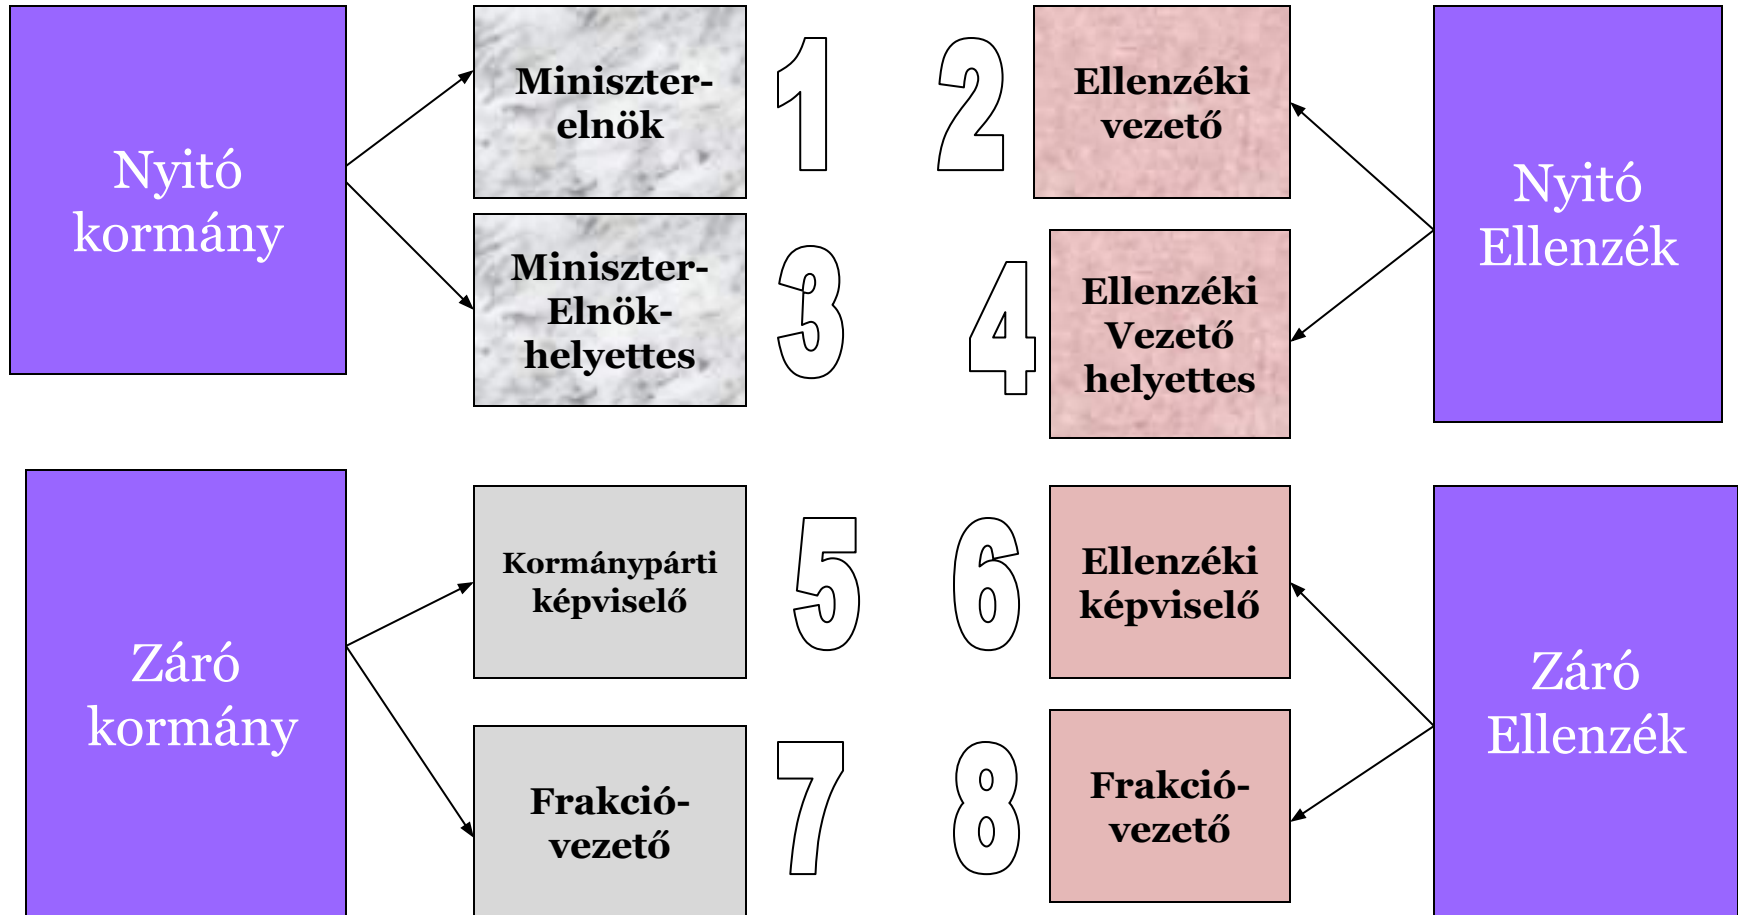 Nyitó
kormány
Miniszter-
elnök
1
2
Ellenzéki
vezető
Nyitó
Ellenzék
Miniszter-
Elnök-
helyettes
3
4
Ellenzéki
Vezető
helyettes
Záró
kormány
Kormánypárti
képviselő
5
6
Ellenzéki
képviselő
Záró
Ellenzék
Frakció-
vezető
7
8
Frakció-
vezető